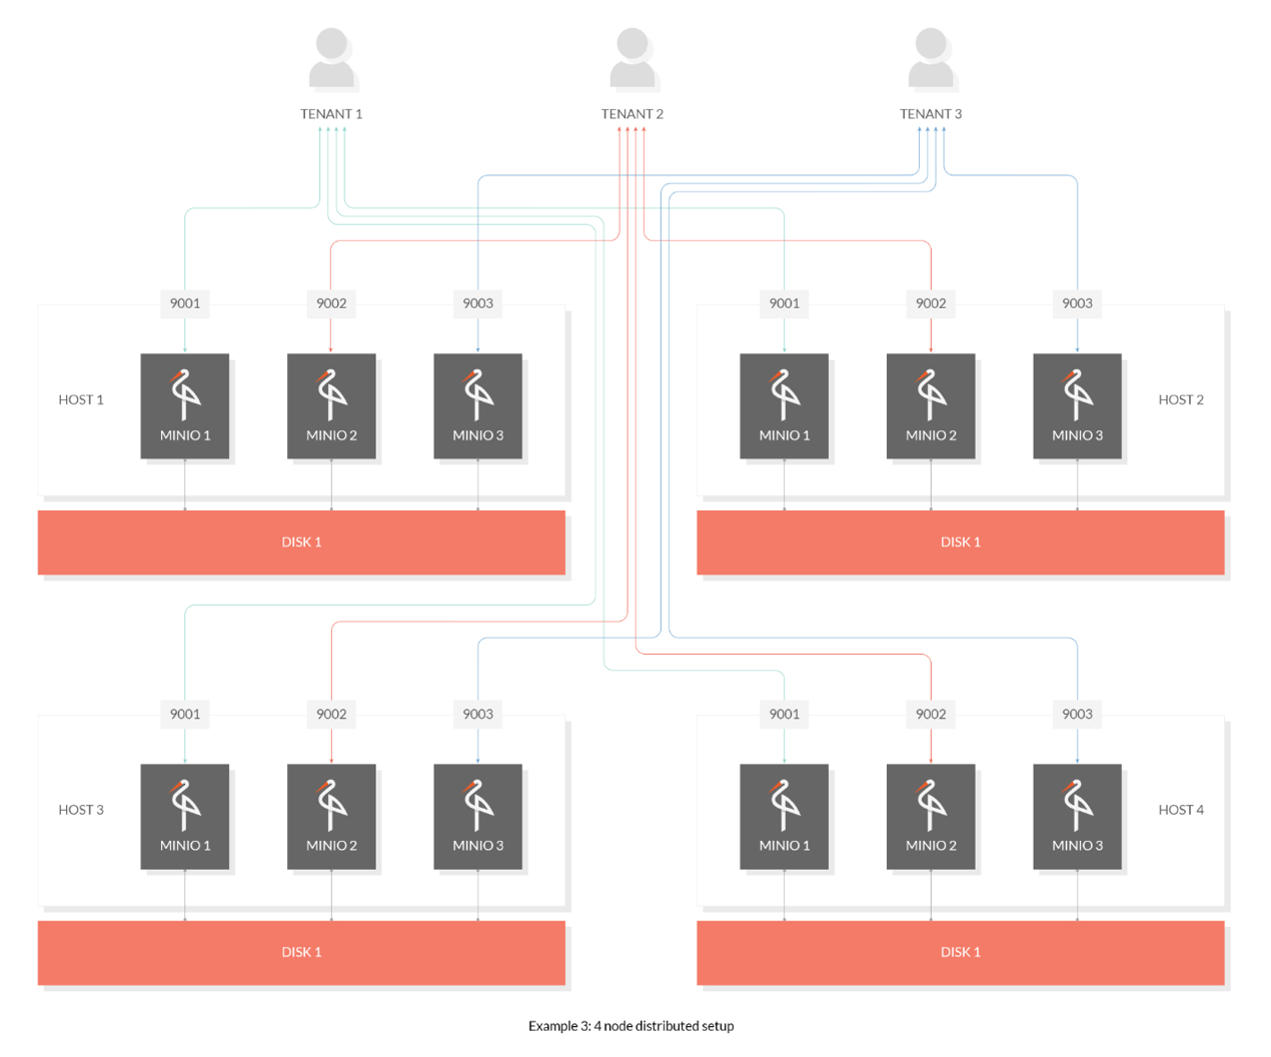 TENANT 1
TENANT 2
TENANT 3
9001
9002
9003
9001
9002
9003
HOST 1
MINIO 1
MINIO 2
MINIO 3
MINIO 1
MINIO 2
MINIO 3
HOST 2
DISK 1
DISK 1
9001
9002
9003
9001
9002
9003
HOST 3
MINIO 1
MINIO 2
MINIO 3
MINIO 1
MINIO 2
MINIO 3
HOST 4
DISK 1
DISK 1
Example 3: 4 node distributed setup